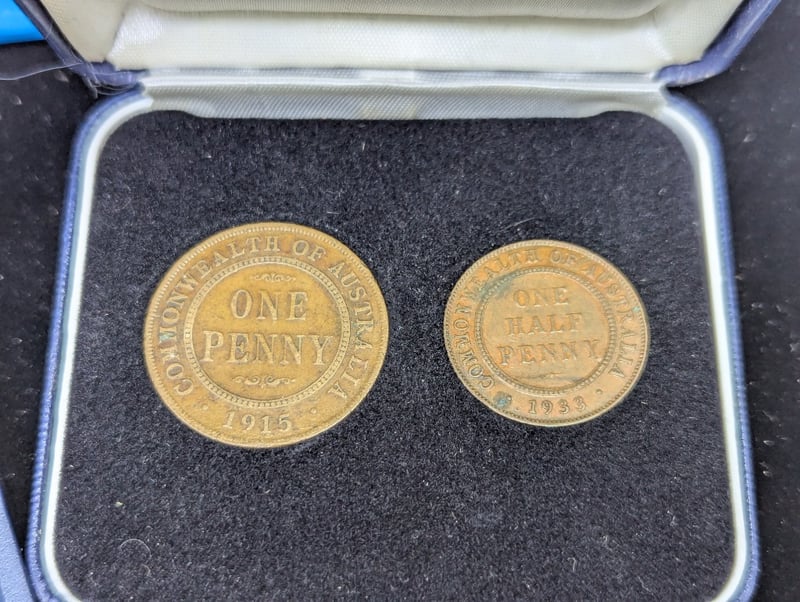 COMMONWEALTH OF AUSTRALIA
ONE
PENNY
1915
COMMONWEALTH OF AUSTRALIA
ONE
HALF
PENNY
1933